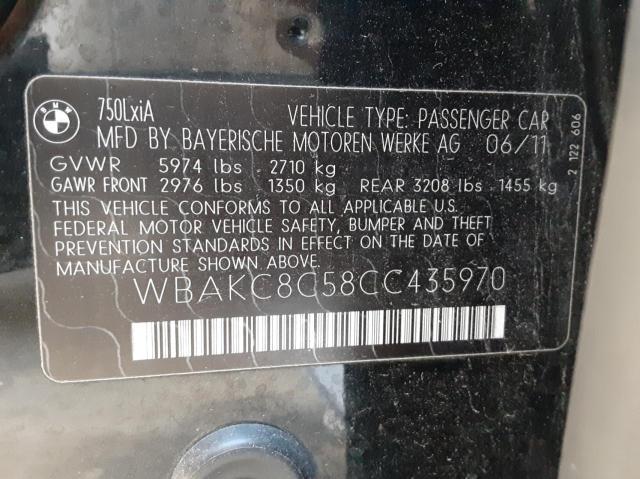 BMW
750LxiA VEHICLE TYPE: PASSENGER CAR
MFD BY BAYERISCHE MOTOREN WERKE AG 06/11
GVWR 5974 lbs - 2710 kg
GAWR FRONT 2976 lbs - 1350 kg REAR 3208 lbs - 1455 kg
THIS VEHICLE CONFORMS TO ALL APPLICABLE U.S.
FEDERAL MOTOR VEHICLE SAFETY, BUMPER AND THEFT
PREVENTION STANDARDS IN EFFECT ON THE DATE OF
MANUFACTURE SHOWN ABOVE.
WBAKC8C58CC435970
2 122 606